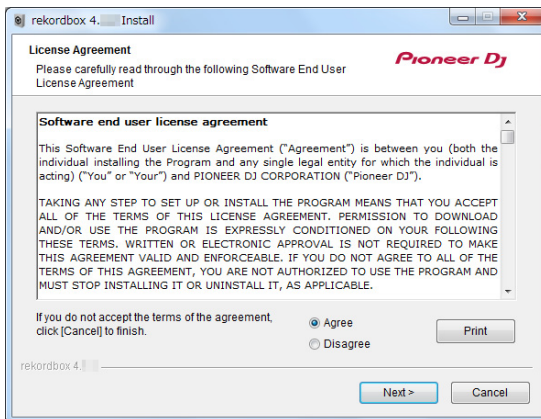 rekordbox 4. Install
License Agreement
Please carefully read through the following Software End User
License Agreement
Pioneer Dj
Software end user license agreement
This Software End User License Agreement (“Agreement”) is between you (both the
individual installing the Program and any single legal entity for which the individual is
acting) (“You” or “Your”) and PIONEER DJ CORPORATION (“Pioneer DJ”).
TAKING ANY STEP TO SET UP OR INSTALL THE PROGRAM MEANS THAT YOU ACCEPT
ALL OF THE TERMS OF THIS LICENSE AGREEMENT. PERMISSION TO DOWNLOAD
AND/OR USE THE PROGRAM IS EXPRESSLY CONDITIONED ON YOUR FOLLOWING
THESE TERMS. WRITTEN OR ELECTRONIC APPROVAL IS NOT REQUIRED TO MAKE
THIS AGREEMENT VALID AND ENFORCEABLE. IF YOU DO NOT AGREE TO ALL OF THE
TERMS OF THIS AGREEMENT, YOU ARE NOT AUTHORIZED TO USE THE PROGRAM AND
MUST STOP INSTALLING IT OR UNINSTALL IT, AS APPLICABLE.
If you do not accept the terms of the agreement,
click [Cancel] to finish.
Agree
Disagree
Print
rekordbox 4.
Next >
Cancel